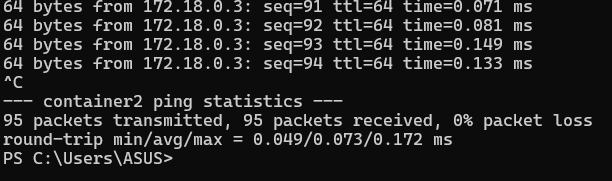 64 bytes from 172.18.0.3: seq=91 ttl=64 time=0.071 ms
64 bytes from 172.18.0.3: seq=92 ttl=64 time=0.081 ms
64 bytes from 172.18.0.3: seq=93 ttl=64 time=0.149 ms
64 bytes from 172.18.0.3: seq=94 ttl=64 time=0.133 ms
^C
--- container2 ping statistics ---
95 packets transmitted, 95 packets received, 0% packet loss
round-trip min/avg/max = 0.049/0.073/0.172 ms
PS C:\Users\ASUS>